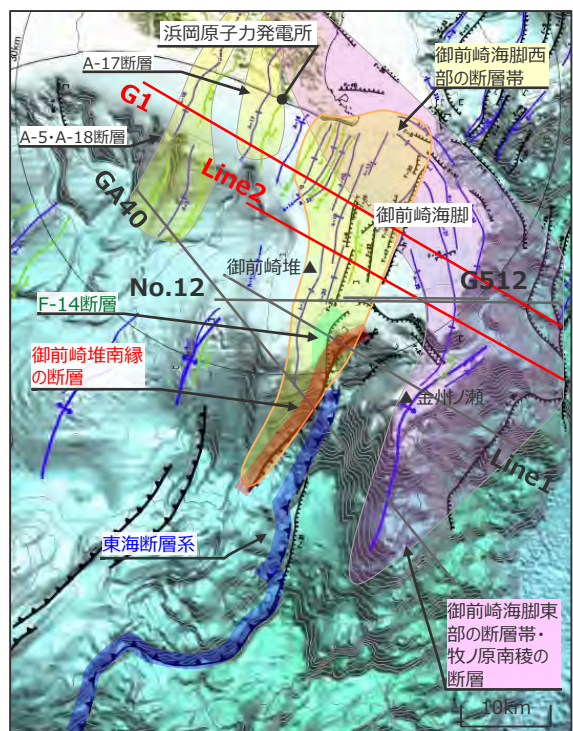 浜岡原子力発電所
御前崎海脚西
部の断層帯
A-17断層
G1
A-5・A-18断層
Line2
GA40
御前崎海脚
御前崎堆
No.12
G512
F-14断層
御前崎堆南縁
の断層
金州ノ瀬
Line1
東海断層系
御前崎海脚東
部の断層帯・
牧ノ原南稜の
断層
10km